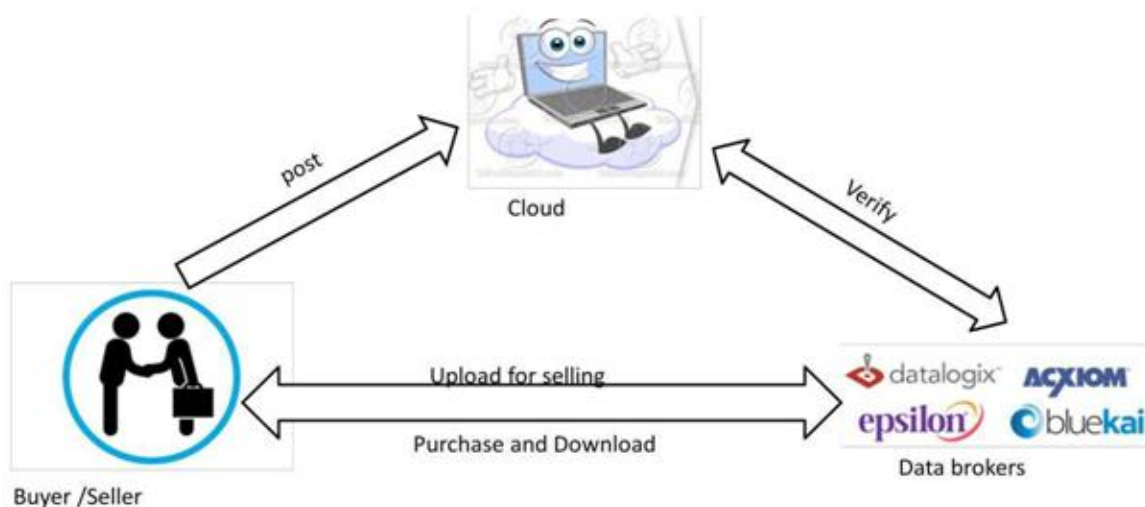 post
Cloud
Verify
Upload for selling
Purchase and Download
Buyer /Seller
datalogix
ACXIOM
epsilon
bluekai
Data brokers